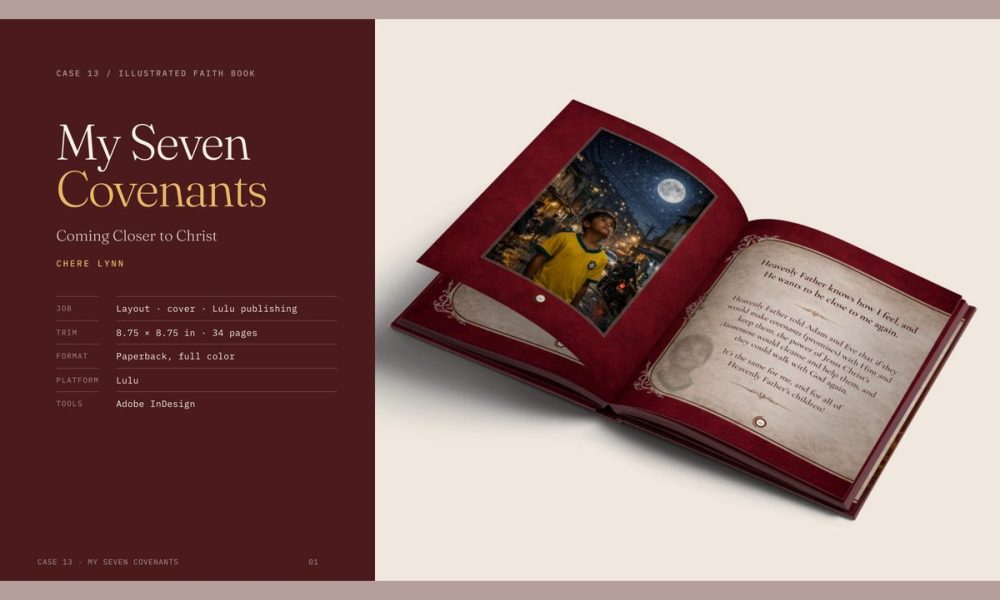 CASE 13 / ILLUSTRATED FAITH BOOK
My Seven
Covenants
Coming Closer to Christ
CHERE LYNN
JOB Layout · cover · Lulu publishing
TRIM 8.75 × 8.75 in · 34 pages
FORMAT Paperback, full color
PLATFORM Lulu
TOOLS Adobe InDesign
CASE 13 · MY SEVEN COVENANTS 01
Heavenly Father knows how I feel, and
He wants to be close to me again.
Heavenly Father told Adam and Eve that if they
would make covenants (promises) with Him and
keep them, the power of Jesus Christ's
Atonement would cleanse and help them, and
they could walk with God again.
It's the same for me, and for all of
Heavenly Father's children!